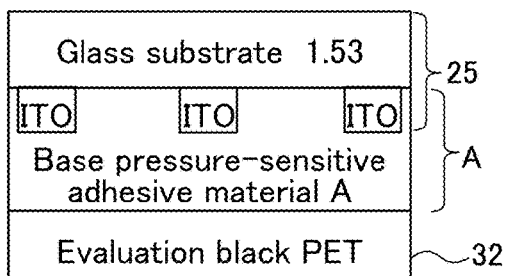 Glass substrate 1.53
25
ITO ITO ITO
A
Base pressure-sensitive
adhesive material A
Evaluation black PET
32